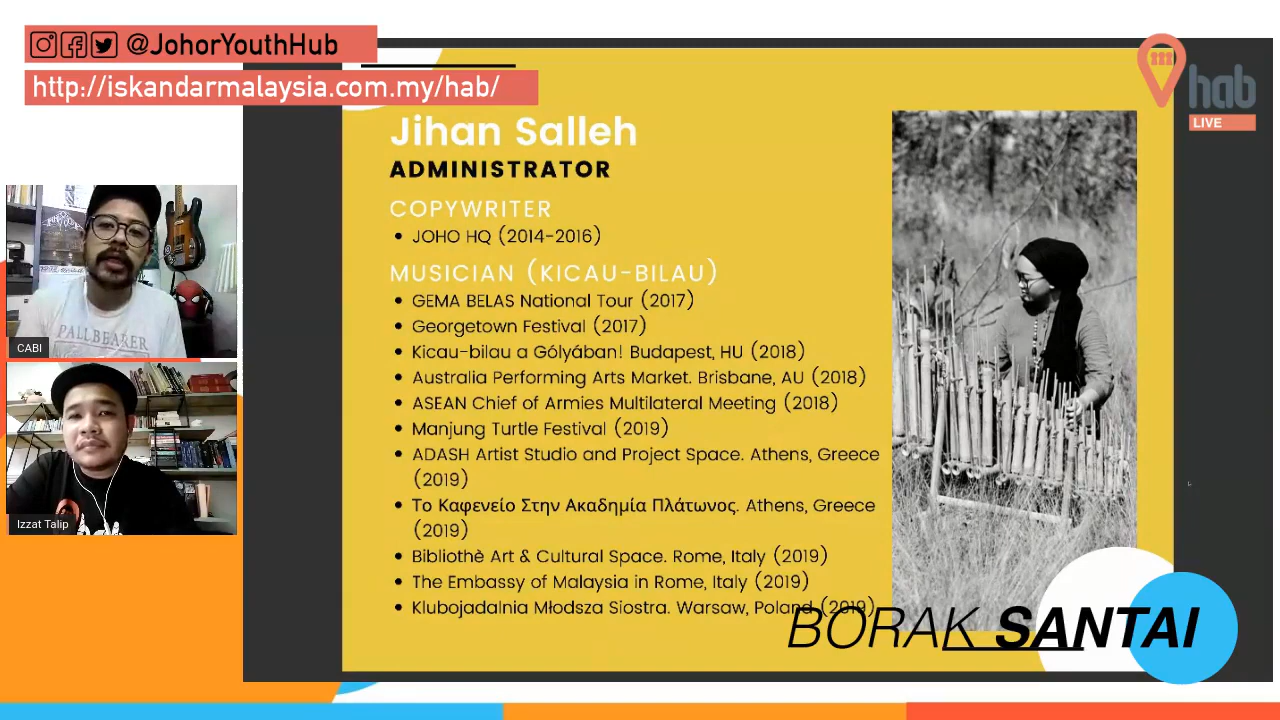 @JohorYouthHub
http://iskandarmalaysia.com.my/hab/
hab
LIVE
Jihan Salleh
ADMINISTRATOR
COPYWRITER
• JOHO HQ (2014-2016)
MUSICIAN (KICAU-BILAU)
• GEMA BELAS National Tour (2017)
• Georgetown Festival (2017)
• Kicau-bilau a Gólyában! Budapest, HU (2018)
• Australia Performing Arts Market. Brisbane, AU (2018)
• ASEAN Chief of Armies Multilateral Meeting (2018)
• Manjung Turtle Festival (2019)
• ADASH Artist Studio and Project Space. Athens, Greece
(2019)
• Το Καφενείο Στην Ακαδημία Πλάτωνος. Athens, Greece
(2019)
• Bibliothè Art & Cultural Space. Rome, Italy (2019)
• The Embassy of Malaysia in Rome, Italy (2019)
• Klubojadalnia Młodsza Siostra. Warsaw, Poland (2019)
BORAK SANTAI
PALLBEARER
CABI
Izzat Talip